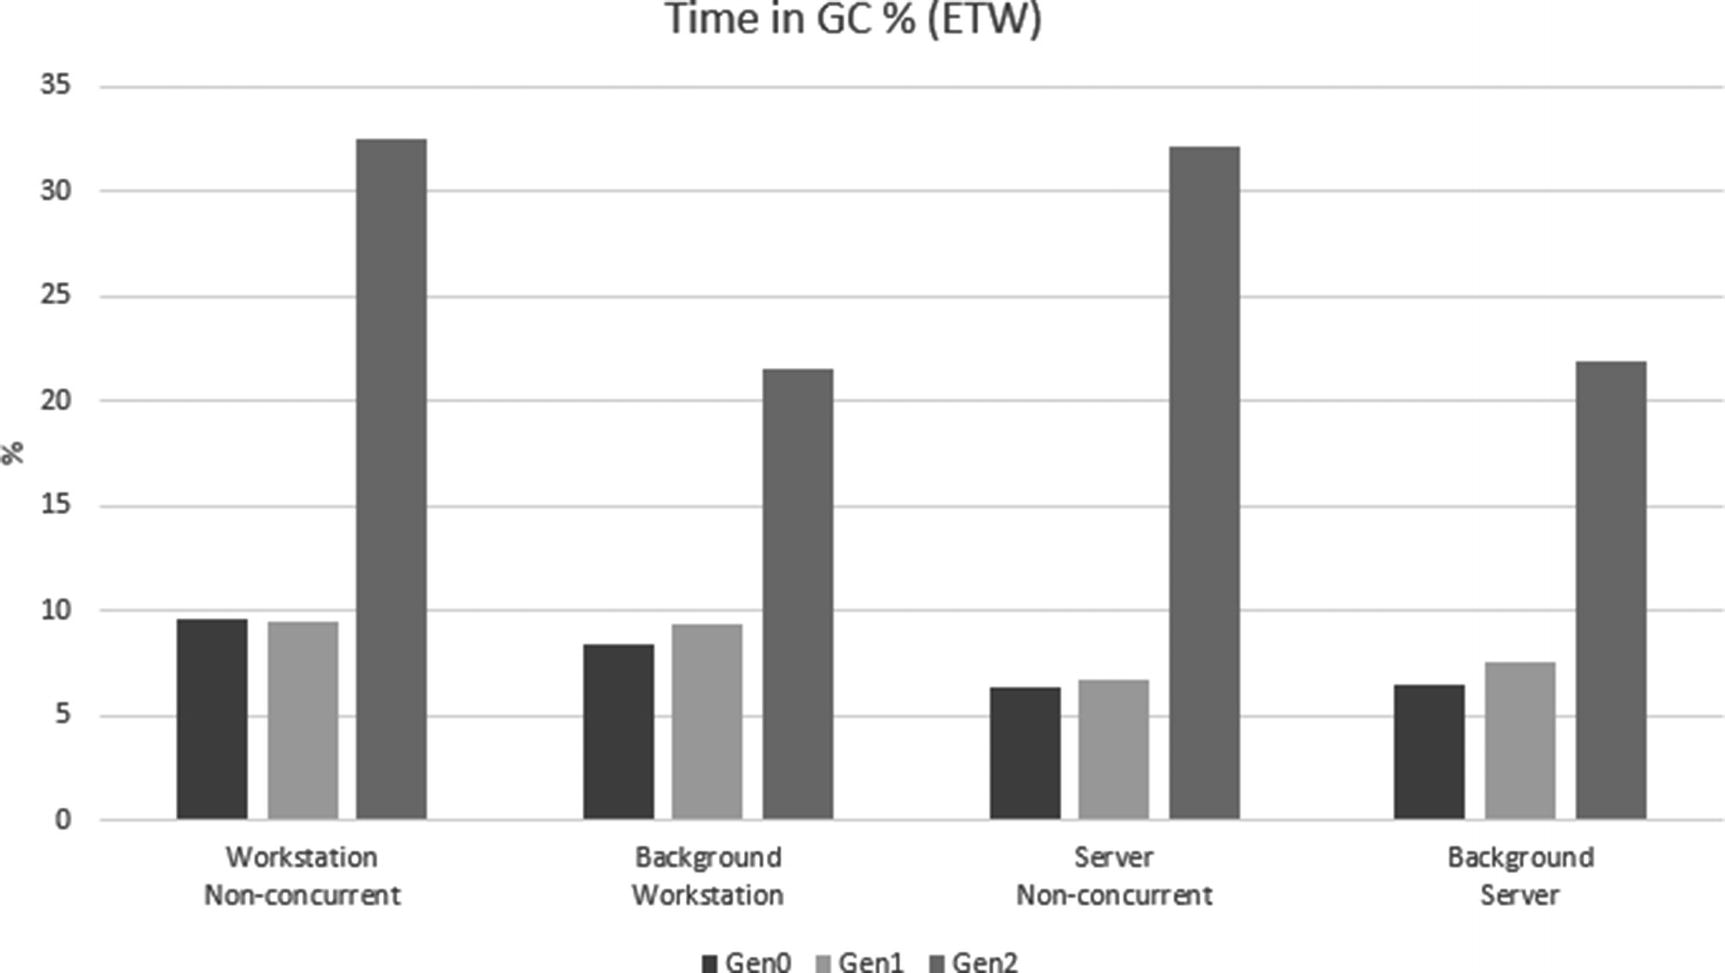 Time in GC % (ETW)
35
30
25
20
15
10
5
0
%
Workstation
Non-concurrent
Background
Workstation
Server
Non-concurrent
Background
Server
Gen0 Gen1 Gen2